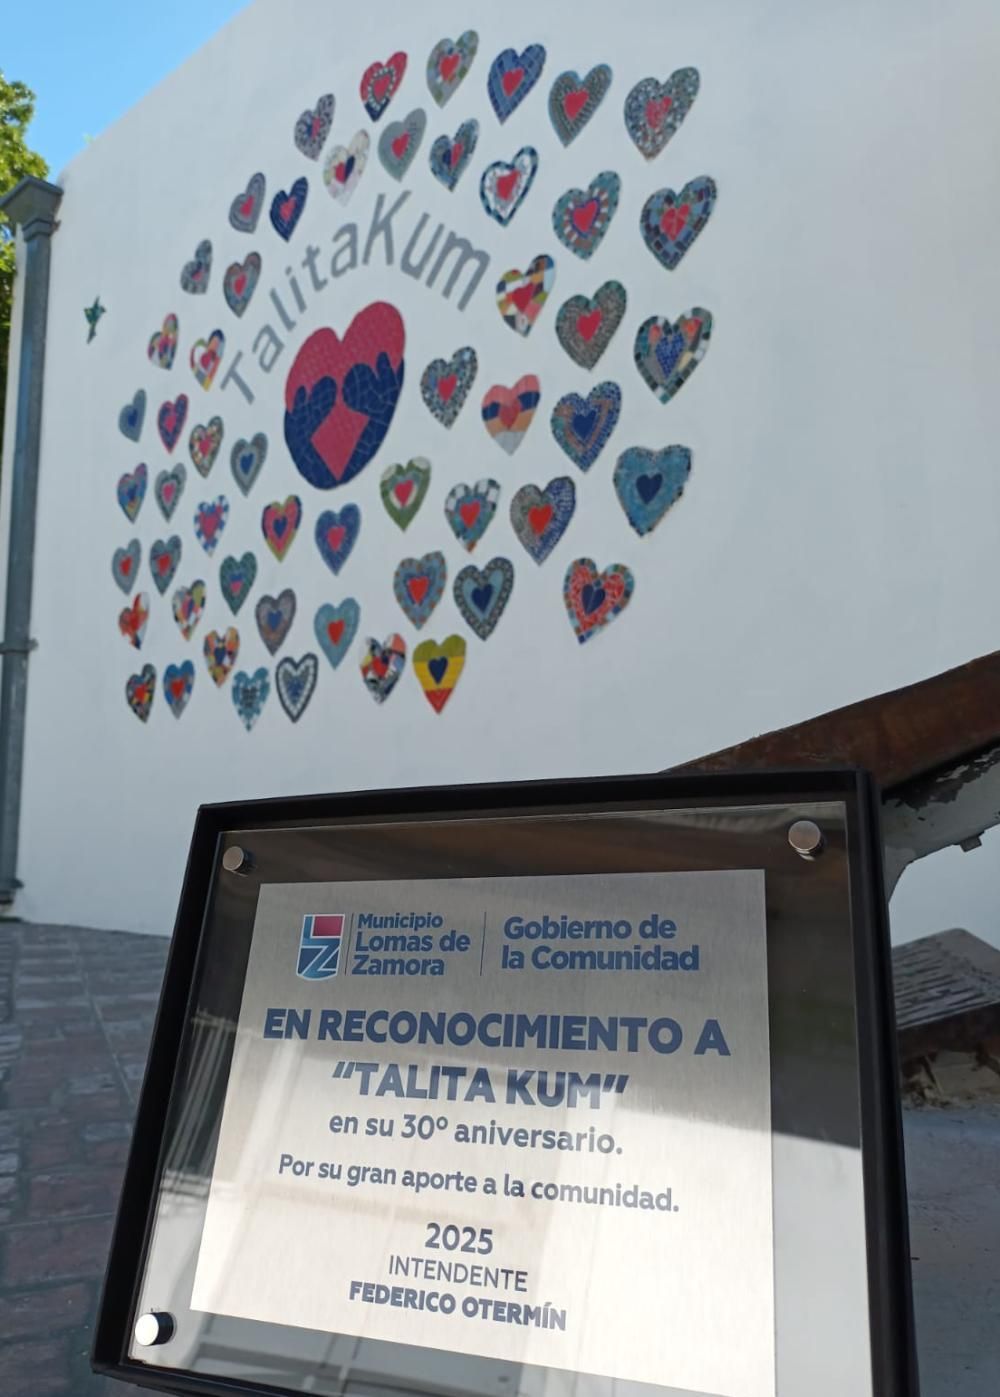 TalitaKum
Municipio
Lomas de
Zamora
Gobierno de
la Comunidad
EN RECONOCIMIENTO A
“TALITA KUM”
en su 30º aniversario.
Por su gran aporte a la comunidad.
2025
INTENDENTE
FEDERICO OTERMÍN